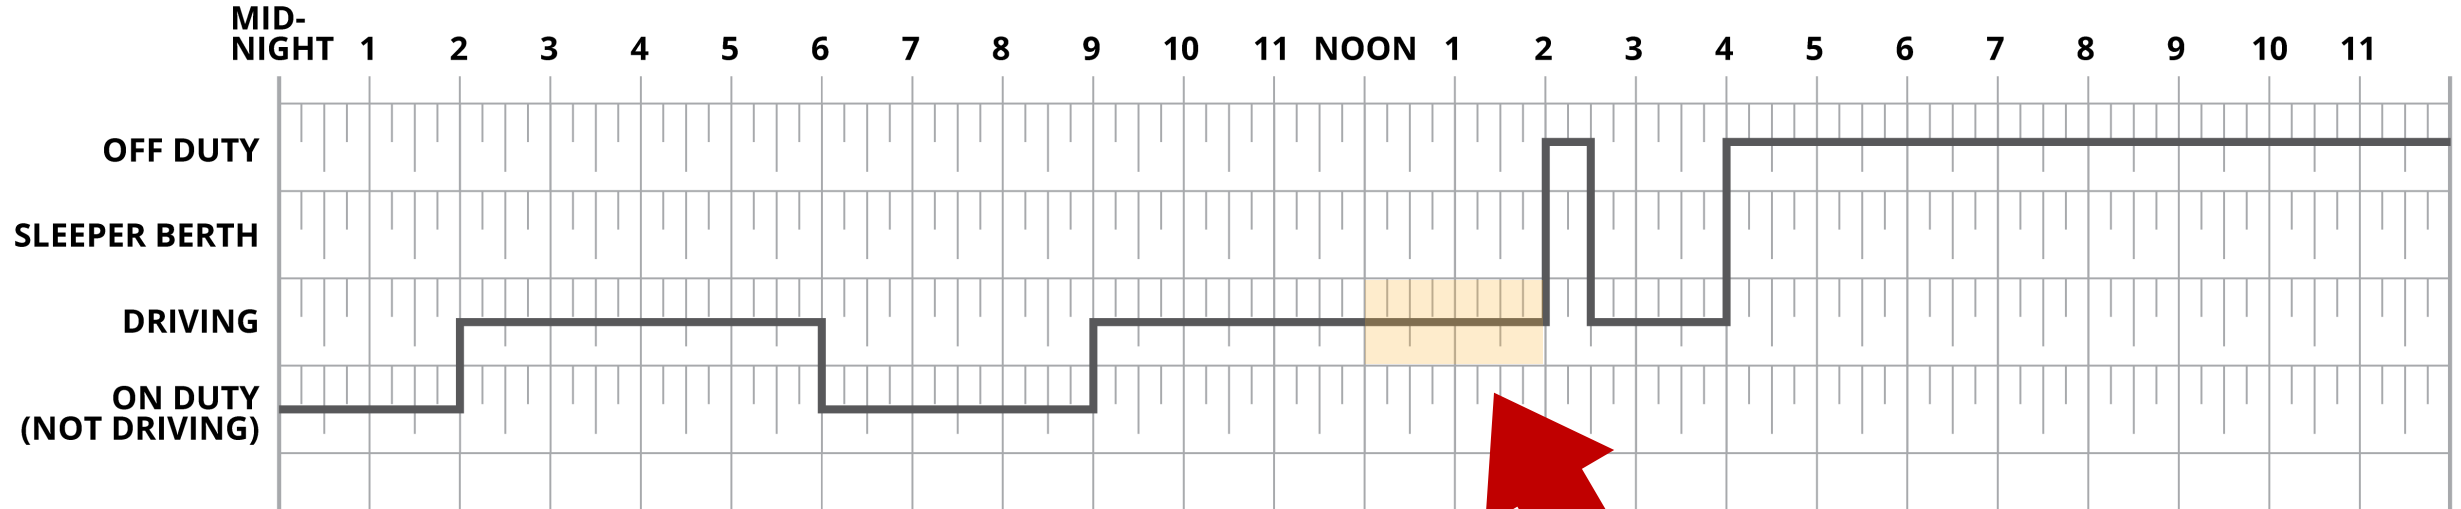 MID-
NIGHT 1 2 3 4 5 6 7 8 9 10 11 NOON 1 2 3 4 5 6 7 8 9 10 11
OFF DUTY
SLEEPER BERTH
DRIVING
ON DUTY
(NOT DRIVING)